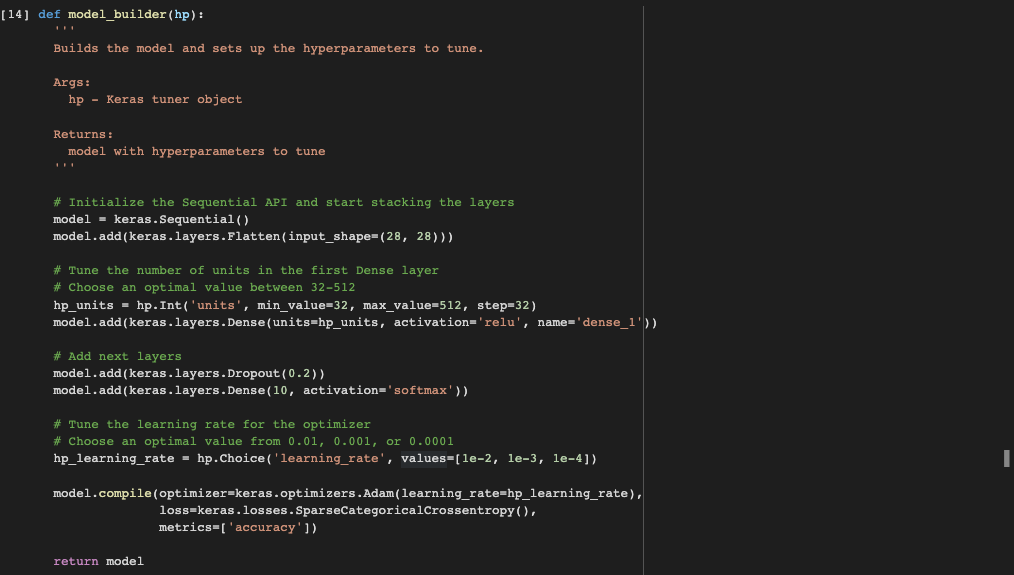 [14] def model_builder(hp):
'''
Builds the model and sets up the hyperparameters to tune.
Args:
hp - Keras tuner object
Returns:
model with hyperparameters to tune
'''
# Initialize the Sequential API and start stacking the layers
model = keras.Sequential()
model.add(keras.layers.Flatten(input_shape=(28, 28)))
# Tune the number of units in the first Dense layer
# Choose an optimal value between 32-512
hp_units = hp.Int('units', min_value=32, max_value=512, step=32)
model.add(keras.layers.Dense(units=hp_units, activation='relu', name='dense_1'))
# Add next layers
model.add(keras.layers.Dropout(0.2))
model.add(keras.layers.Dense(10, activation='softmax'))
# Tune the learning rate for the optimizer
# Choose an optimal value from 0.01, 0.001, or 0.0001
hp_learning_rate = hp.Choice('learning_rate', values=[1e-2, 1e-3, 1e-4])
model.compile(optimizer=keras.optimizers.Adam(learning_rate=hp_learning_rate),
loss=keras.losses.SparseCategoricalCrossentropy(),
metrics=['accuracy'])
return model